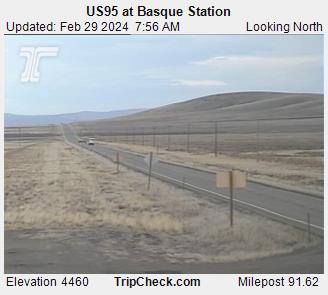 US95 at Basque Station
Updated: Feb 29 2024 7:56 AM Looking North
Elevation 4460 TripCheck.com Milepost 91.62